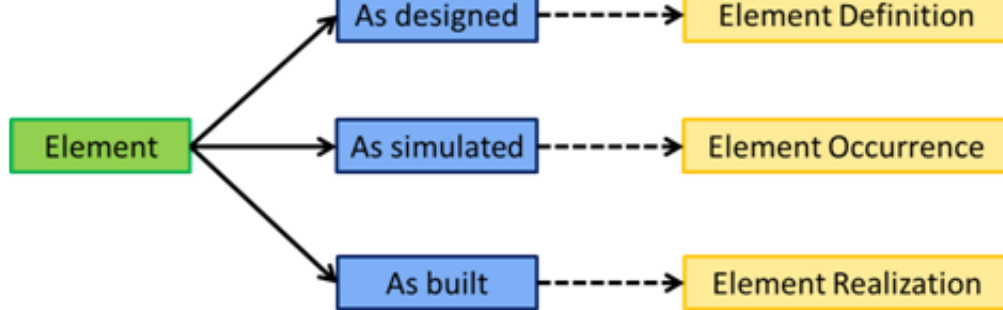 As designed
Element Definition
Element
As simulated
Element Occurrence
As built
Element Realization